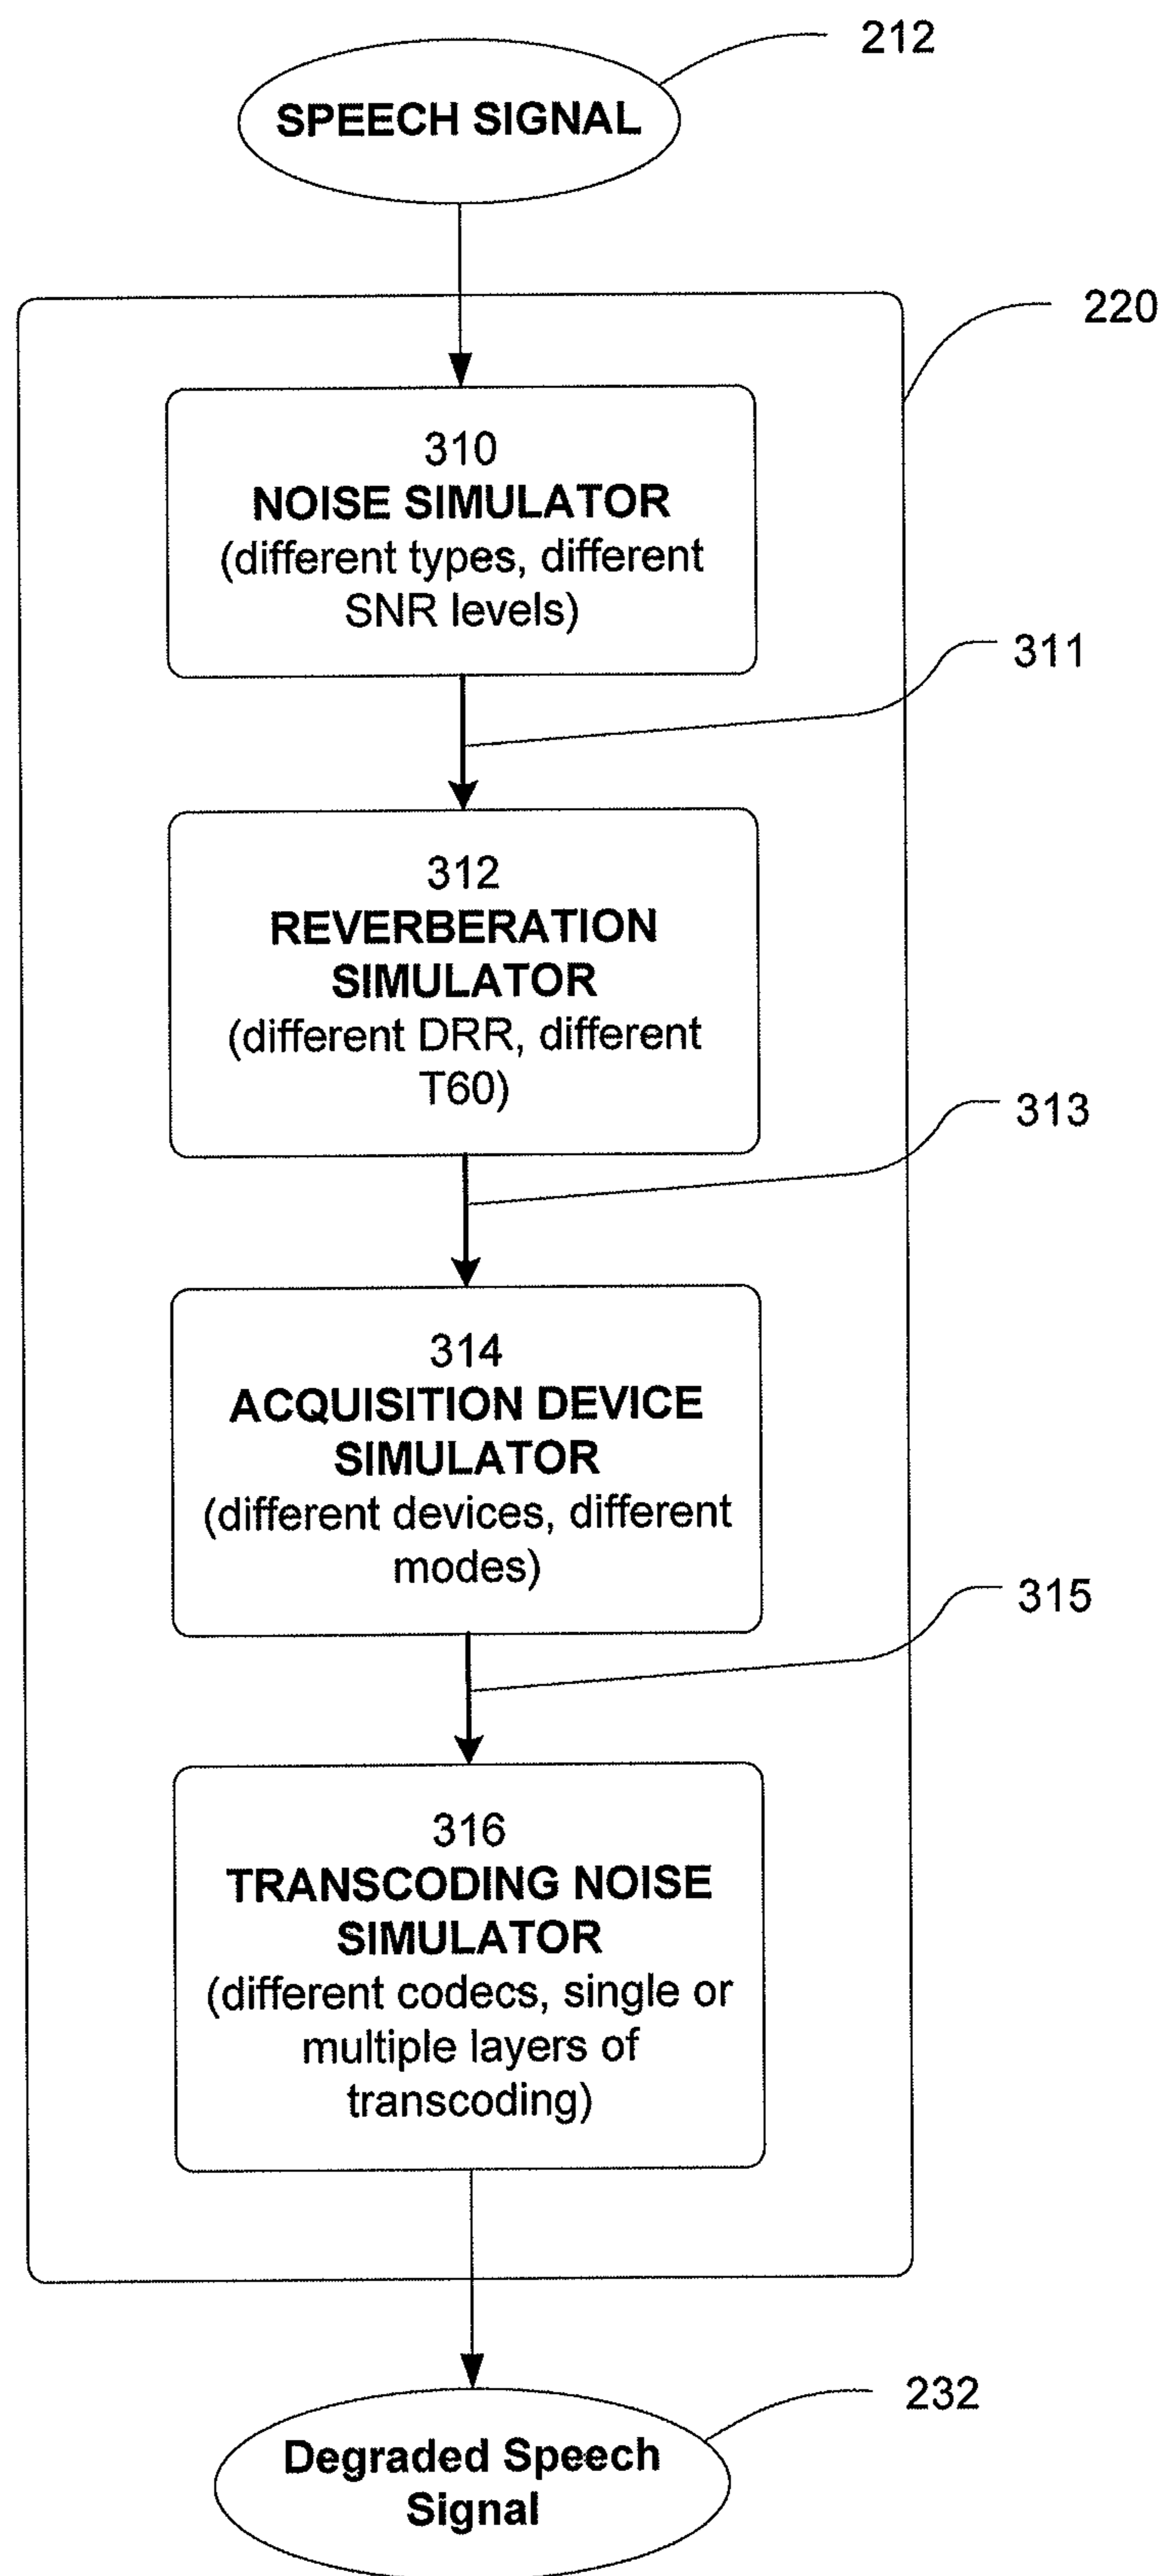 212
SPEECH SIGNAL
220
310
NOISE SIMULATOR
(different types, different
SNR levels)
311
312
REVERBERATION
SIMULATOR
(different DRR, different
T60)
313
314
ACQUISITION DEVICE
SIMULATOR
(different devices, different
modes)
315
316
TRANSCODING NOISE
SIMULATOR
(different codecs, single or
multiple layers of
transcoding)
232
Degraded Speech
Signal